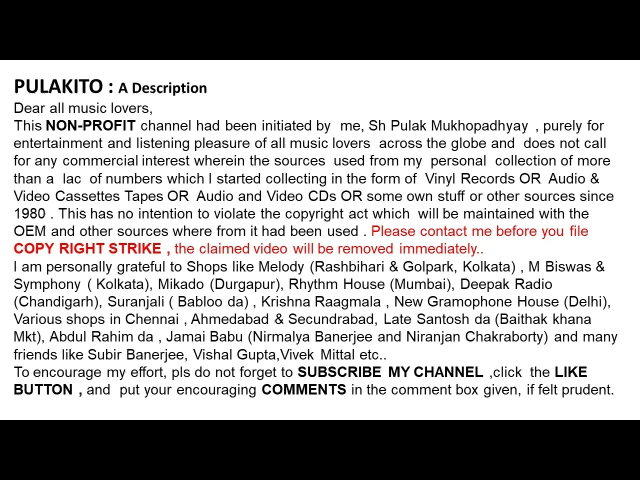 PULAKITO : A Description
Dear all music lovers,
This NON-PROFIT channel had been initiated by me, Sh Pulak Mukhopadhyay , purely for
entertainment and listening pleasure of all music lovers across the globe and does not call
for any commercial interest wherein the sources used from my personal collection of more
than a lac of numbers which I started collecting in the form of Vinyl Records OR Audio &
Video Cassettes Tapes OR Audio and Video CDs OR some own stuff or other sources since
1980 . This has no intention to violate the copyright act which will be maintained with the
OEM and other sources where from it had been used . Please contact me before you file
COPY RIGHT STRIKE , the claimed video will be removed immediately..
I am personally grateful to Shops like Melody (Rashbihari & Golpark, Kolkata) , M Biswas &
Symphony ( Kolkata), Mikado (Durgapur), Rhythm House (Mumbai), Deepak Radio
(Chandigarh), Suranjali ( Babloo da) , Krishna Raagmala , New Gramophone House (Delhi),
Various shops in Chennai , Ahmedabad & Secundrabad, Late Santosh da (Baithak khana
Mkt), Abdul Rahim da , Jamai Babu (Nirmalya Banerjee and Niranjan Chakraborty) and many
friends like Subir Banerjee, Vishal Gupta,Vivek Mittal etc..
To encourage my effort, pls do not forget to SUBSCRIBE MY CHANNEL ,click the LIKE
BUTTON , and put your encouraging COMMENTS in the comment box given, if felt prudent.